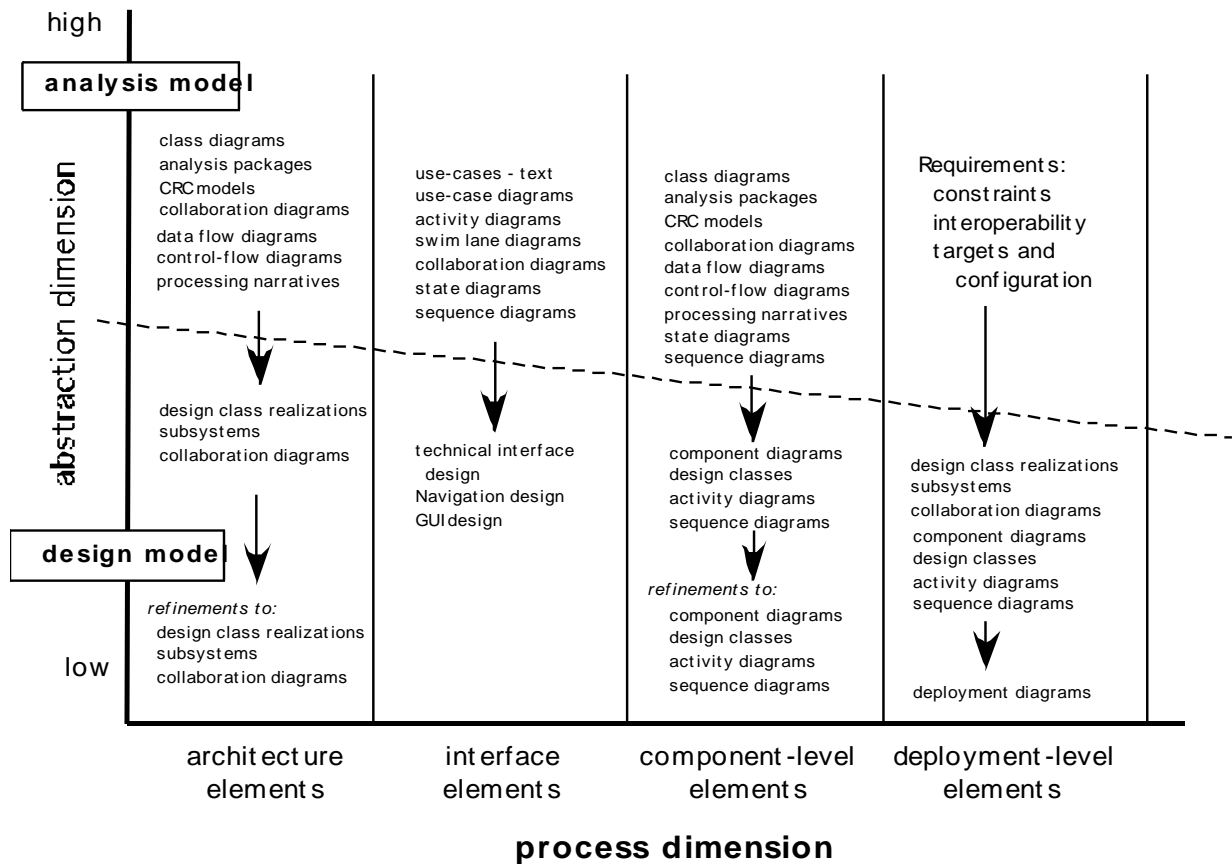 high
analysis model
abstraction dimension
design model
low
class diagrams
analysis packages
CRC models
collaboration diagrams
data flow diagrams
control-flow diagrams
processing narratives
design class realizations
subsystems
collaboration diagrams
refinements to:
design class realizations
subsystems
collaboration diagrams
use-cases - text
use-case diagrams
activity diagrams
swim lane diagrams
collaboration diagrams
state diagrams
sequence diagrams
technical interface
design
Navigation design
GUI design
class diagrams
analysis packages
CRC models
collaboration diagrams
data flow diagrams
control-flow diagrams
processing narratives
state diagrams
sequence diagrams
component diagrams
design classes
activity diagrams
sequence diagrams
refinements to:
component diagrams
design classes
activity diagrams
sequence diagrams
Requirements:
constraints
interoperability
targets and
configuration
design class realizations
subsystems
collaboration diagrams
component diagrams
design classes
activity diagrams
sequence diagrams
deployment diagrams
architecture
elements
interface
elements
component-level
elements
deployment-level
elements
process dimension